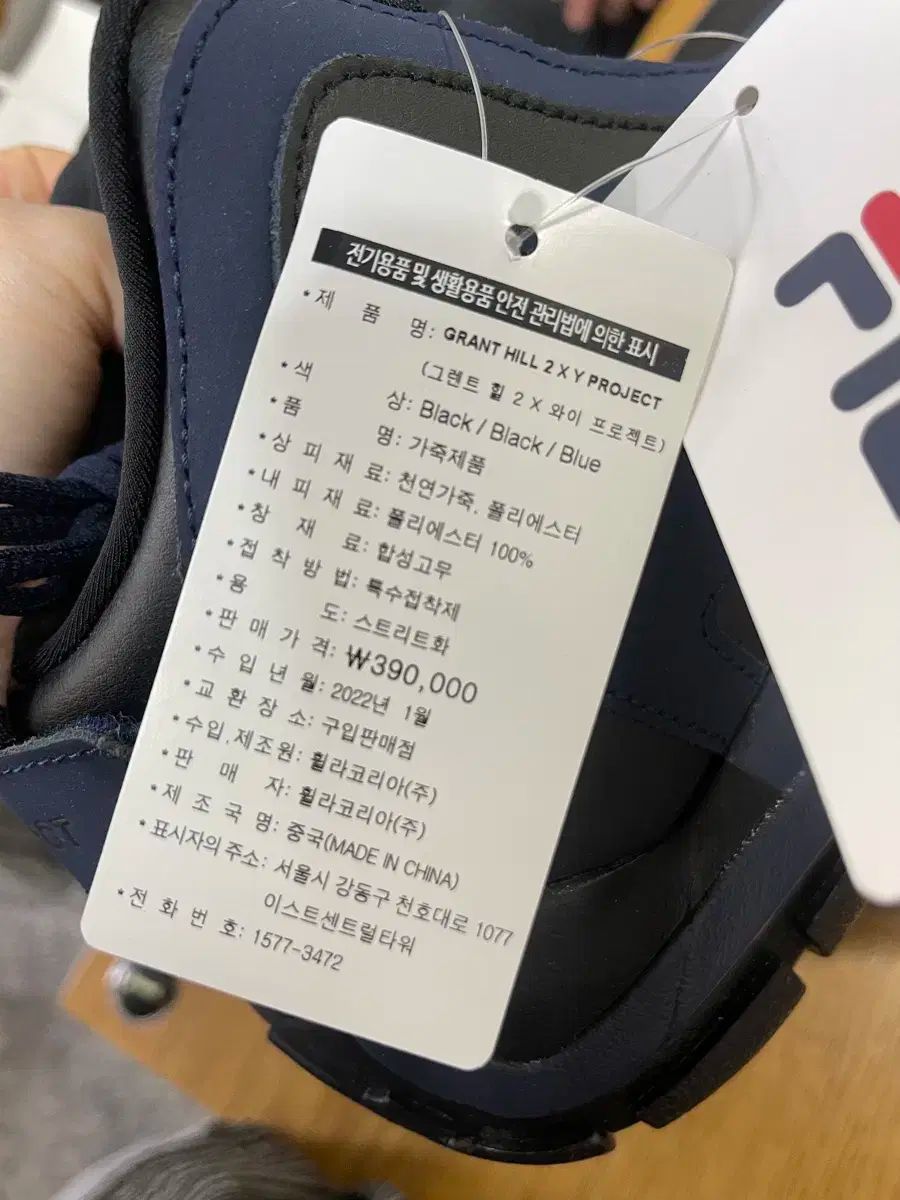 전기용품 및 생활용품 안전 관리법에 의한 표시
* 제 품 명: GRANT HILL 2 X Y PROJECT
(그렌트 힐 2 X 와이 프로젝트)
* 색 상: Black / Black / Blue
* 품 명: 가죽제품
* 상 피 재 료: 천연가죽, 폴리에스터
* 내 피 재 료: 폴리에스터 100%
* 창 재 료: 합성고무
* 접 착 방 법: 특수접착제
* 용 도: 스트리트화
* 판 매 가 격: ₩390,000
* 수 입 년 월: 2022년 1월
* 교 환 장 소: 구입판매점
* 수입,제조원: 휠라코리아(주)
* 판 매 자: 휠라코리아(주)
* 제 조 국 명: 중국(MADE IN CHINA)
* 표시자의 주소: 서울시 강동구 천호대로 1077
이스트센트럴타워
* 전 화 번 호: 1577-3472